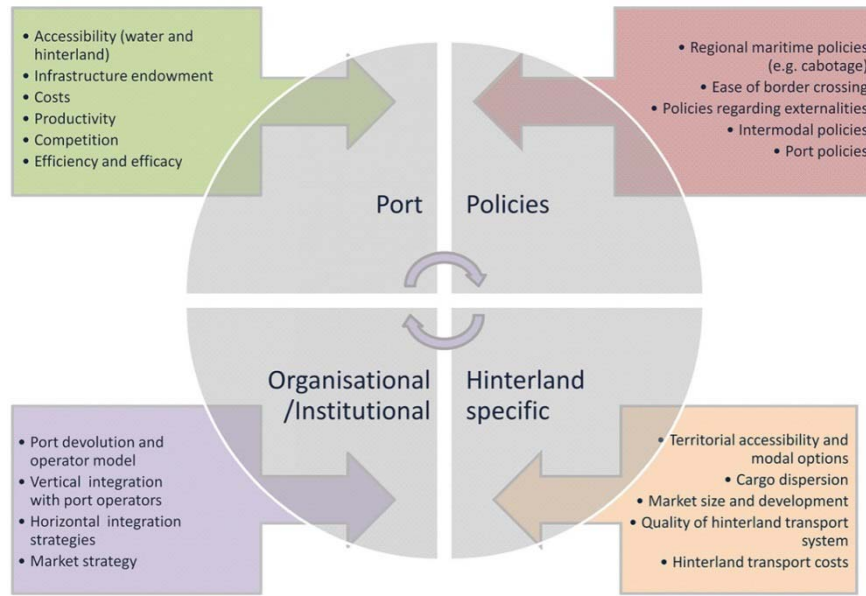 • Accessibility (water and
hinterland)
• Infrastructure endowment
• Costs
• Productivity
• Competition
• Efficiency and efficacy
• Regional maritime policies
(e.g. cabotage)
• Ease of border crossing
• Policies regarding externalities
• Intermodal policies
• Port policies
Port
Policies
Organisational
/Institutional
Hinterland
specific
• Port devolution and
operator model
• Vertical integration
with port operators
• Horizontal integration
strategies
• Market strategy
• Territorial accessibility and
modal options
• Cargo dispersion
• Market size and development
• Quality of hinterland transport
system
• Hinterland transport costs